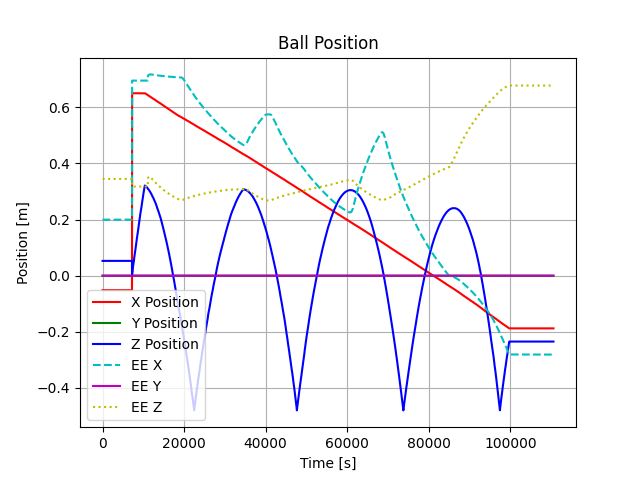 Ball Position
Position [m]
0.6
0.4
0.2
0.0
−0.2
−0.4
X Position
Y Position
Z Position
EE X
EE Y
EE Z
0 20000 40000 60000 80000 100000
Time [s]